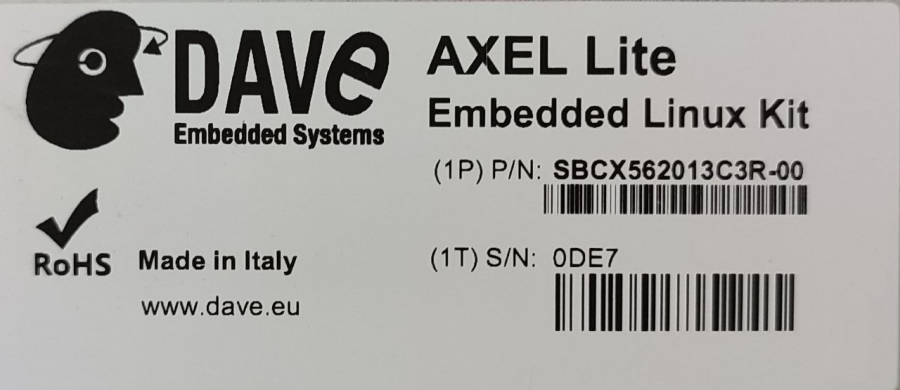 DAVe
Embedded Systems
AXEL Lite
Embedded Linux Kit
(1P) P/N: SBCX562013C3R-00
(1T) S/N: 0DE7
RoHS
Made in Italy
www.dave.eu